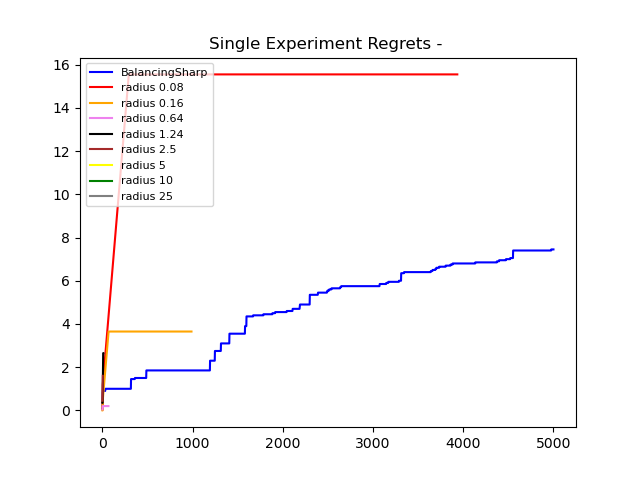 Single Experiment Regrets -
16
14
12
10
8
6
4
2
0
BalancingSharp
radius 0.08
radius 0.16
radius 0.64
radius 1.24
radius 2.5
radius 5
radius 10
radius 25
0 1000 2000 3000 4000 5000